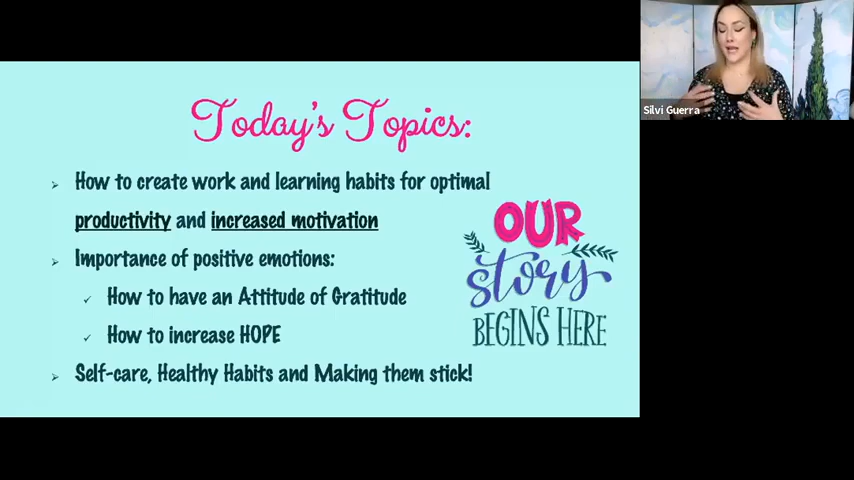 Today's Topics:
How to create work and learning habits for optimal
productivity and increased motivation
Importance of positive emotions:
How to have an Attitude of Gratitude
How to increase HOPE
Self-care, Healthy Habits and Making them stick!
OUR
story
BEGINS HERE
Silvi Guerra